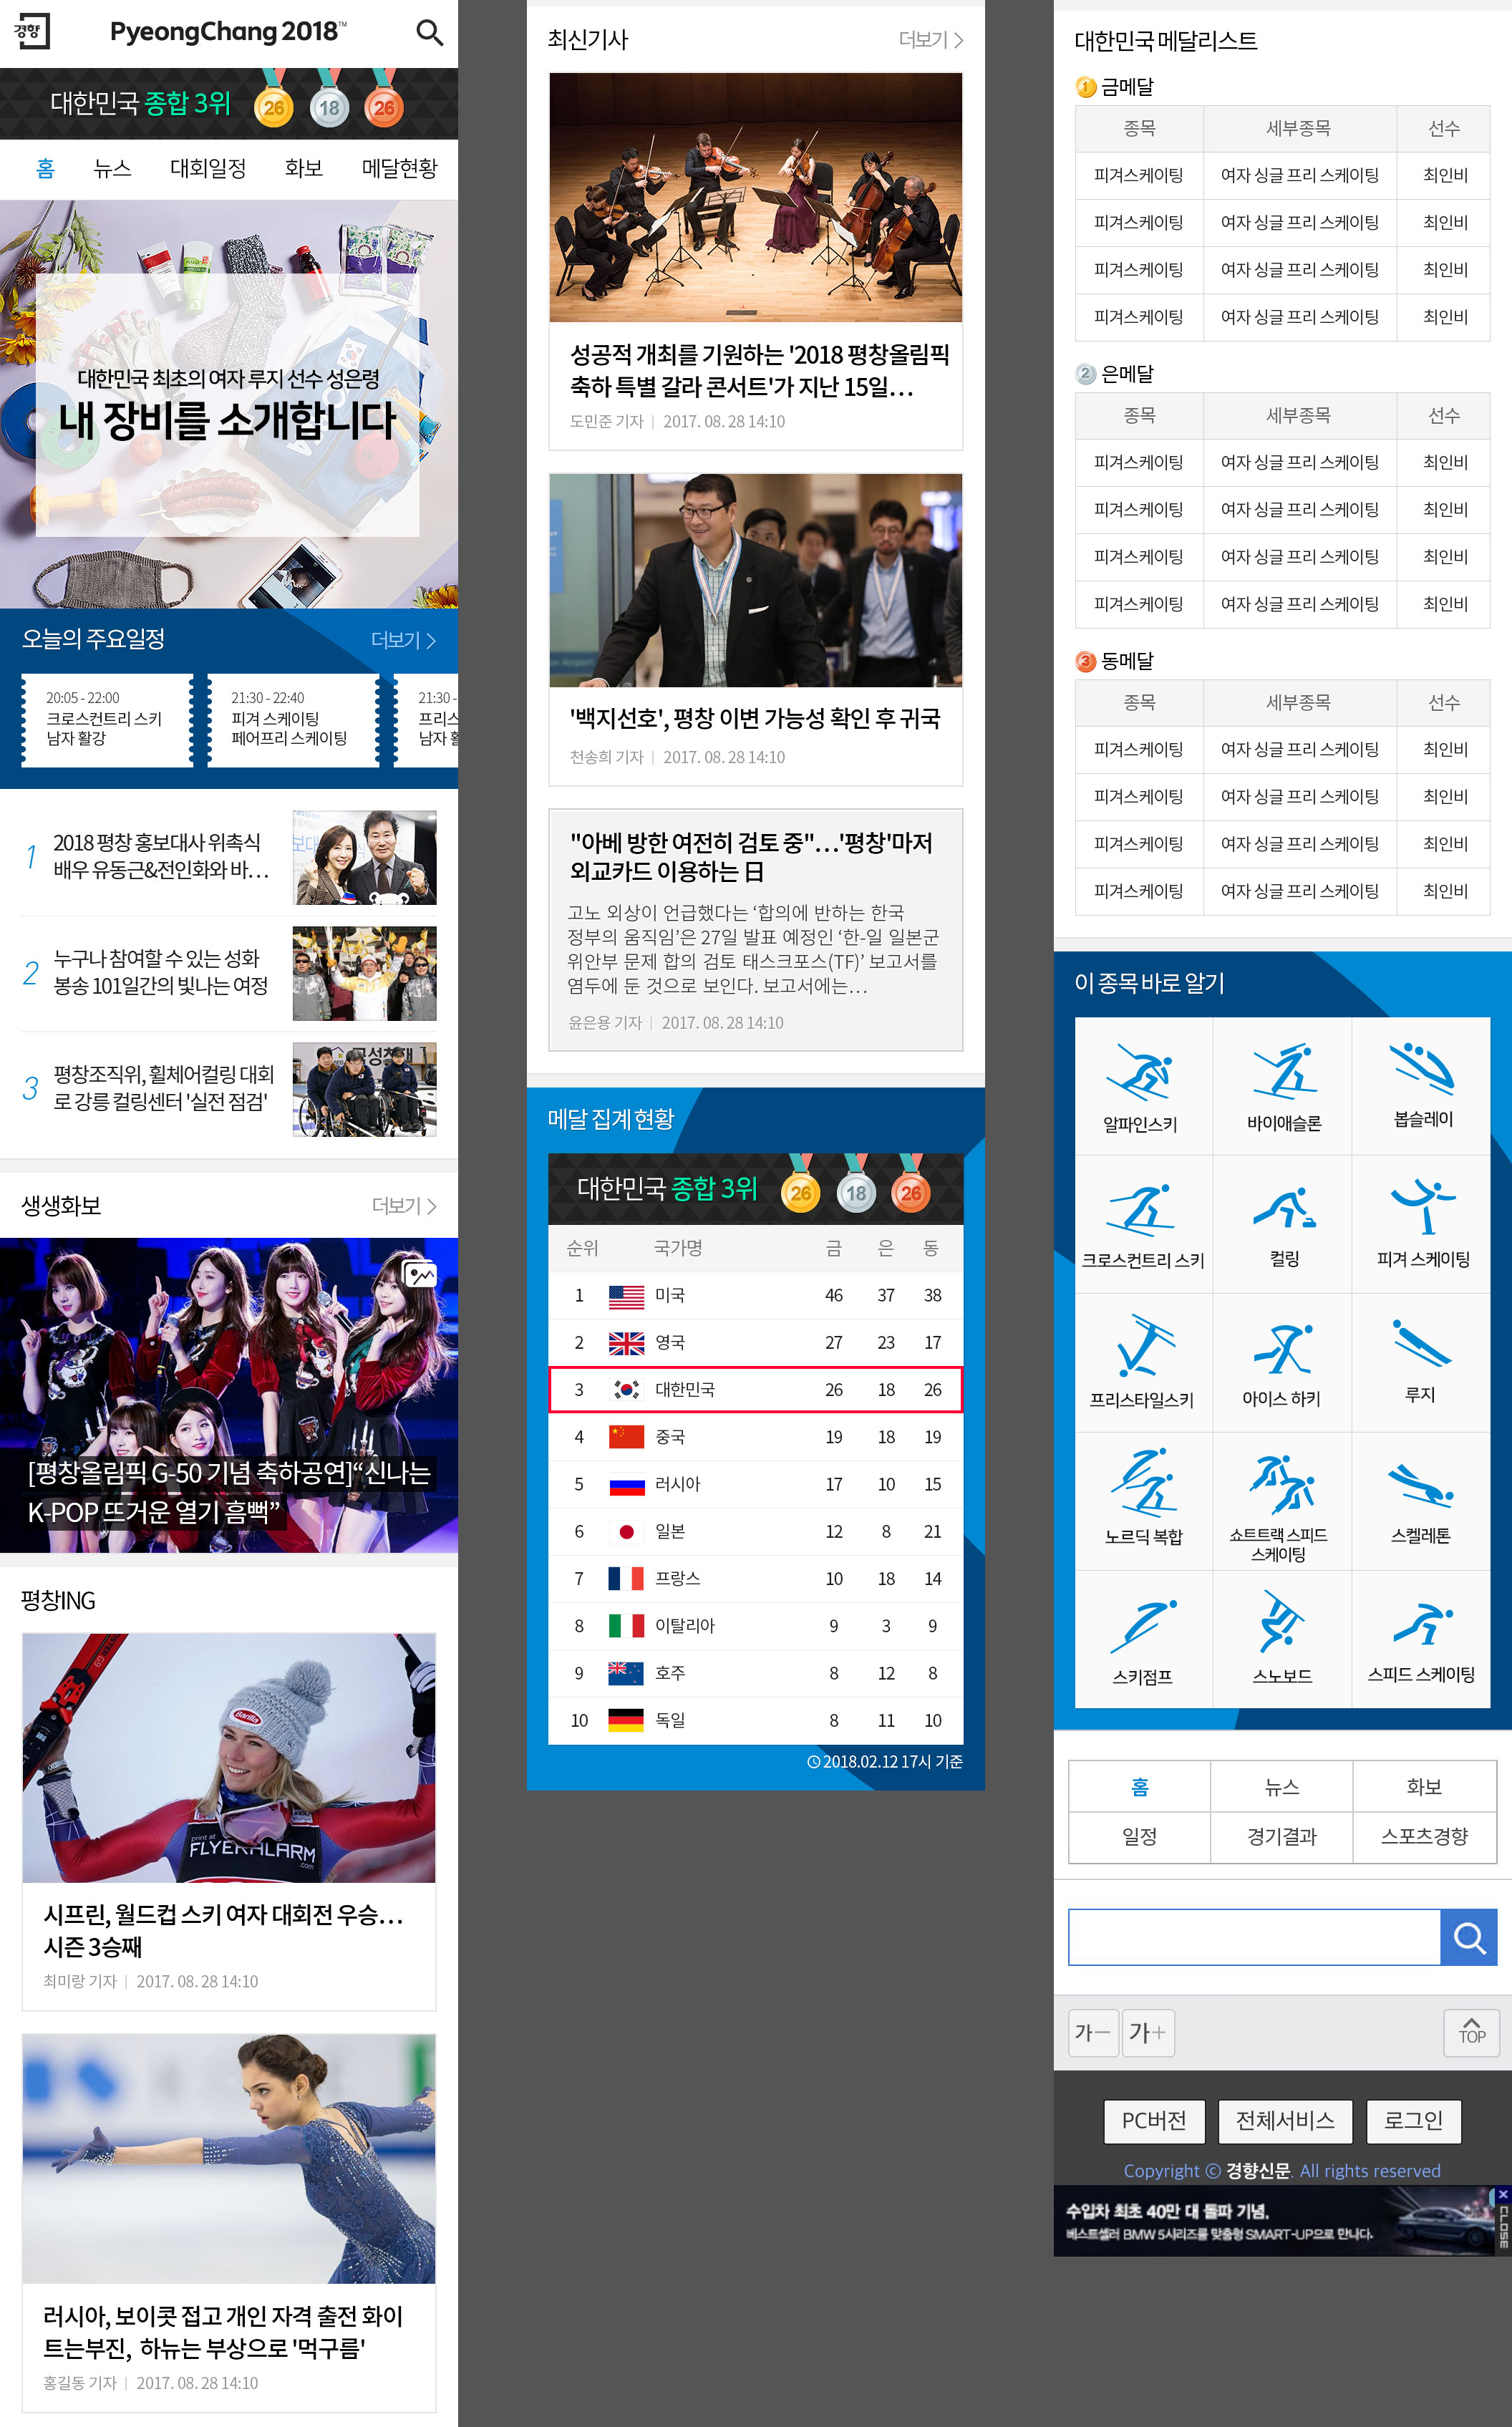 경향
PyeongChang 2018™
대한민국 종합 3위
26
18
26
홈
뉴스
대회일정
화보
메달현황
대한민국 최초의 여자 루지 선수 성은령
내 장비를 소개합니다
오늘의 주요일정
더보기
20:05 - 22:00
크로스컨트리 스키
남자 활강
21:30 - 22:40
피겨 스케이팅
페어프리 스케이팅
21:30 -
1
2018 평창 홍보대사 위촉식
배우 유동근&전인화와 바…
2
누구나 참여할 수 있는 성화
봉송 101일간의 빛나는 여정
3
평창조직위, 휠체어컬링 대회
로 강릉 컬링센터 '실전 점검'
생생화보
더보기
[평창올림픽 G-50 기념 축하공연]“신나는
K-POP 뜨거운 열기 흠뻑”
평창ING
Barilla
print at
FLYERALARM
.com
시프린, 월드컵 스키 여자 대회전 우승…
시즌 3승째
최미랑 기자 | 2017. 08. 28 14:10
러시아, 보이콧 접고 개인 자격 출전 화이
트는부진, 하뉴는 부상으로 '먹구름'
홍길동 기자 | 2017. 08. 28 14:10
최신기사
더보기
성공적 개최를 기원하는 '2018 평창올림픽
축하 특별 갈라 콘서트'가 지난 15일…
도민준 기자 | 2017. 08. 28 14:10
'백지선호', 평창 이변 가능성 확인 후 귀국
천송희 기자 | 2017. 08. 28 14:10
"아베 방한 여전히 검토 중"…'평창'마저
외교카드 이용하는 日
고노 외상이 언급했다는 ‘합의에 반하는 한국
정부의 움직임’은 27일 발표 예정인 ‘한-일 일본군
위안부 문제 합의 검토 태스크포스(TF)’ 보고서를
염두에 둔 것으로 보인다. 보고서에는…
윤은용 기자 | 2017. 08. 28 14:10
메달 집계 현황
대한민국 종합 3위
26
18
26
순위 국가명 금 은 동
1 미국 46 37 38
2 영국 27 23 17
3 대한민국 26 18 26
4 중국 19 18 19
5 러시아 17 10 15
6 일본 12 8 21
7 프랑스 10 18 14
8 이탈리아 9 3 9
9 호주 8 12 8
10 독일 8 11 10
2018.02.12 17시 기준
대한민국 메달리스트
1 금메달
종목 세부종목 선수
피겨스케이팅 여자 싱글 프리 스케이팅 최인비
피겨스케이팅 여자 싱글 프리 스케이팅 최인비
피겨스케이팅 여자 싱글 프리 스케이팅 최인비
피겨스케이팅 여자 싱글 프리 스케이팅 최인비
2 은메달
종목 세부종목 선수
피겨스케이팅 여자 싱글 프리 스케이팅 최인비
피겨스케이팅 여자 싱글 프리 스케이팅 최인비
피겨스케이팅 여자 싱글 프리 스케이팅 최인비
피겨스케이팅 여자 싱글 프리 스케이팅 최인비
3 동메달
종목 세부종목 선수
피겨스케이팅 여자 싱글 프리 스케이팅 최인비
피겨스케이팅 여자 싱글 프리 스케이팅 최인비
피겨스케이팅 여자 싱글 프리 스케이팅 최인비
피겨스케이팅 여자 싱글 프리 스케이팅 최인비
이 종목 바로 알기
알파인스키
바이애슬론
봅슬레이
크로스컨트리 스키
컬링
피겨 스케이팅
프리스타일스키
아이스 하키
루지
노르딕 복합
쇼트트랙 스피드
스케이팅
스켈레톤
스키점프
스노보드
스피드 스케이팅
홈
뉴스
화보
일정
경기결과
스포츠경향
가−
가+
TOP
PC버전
전체서비스
로그인
Copyright ⓒ 경향신문. All rights reserved
수입차 최초 40만 대 돌파 기념,
베스트셀러 BMW 5시리즈를 맞춤형 SMART-UP으로 만나다.
X CLOSE